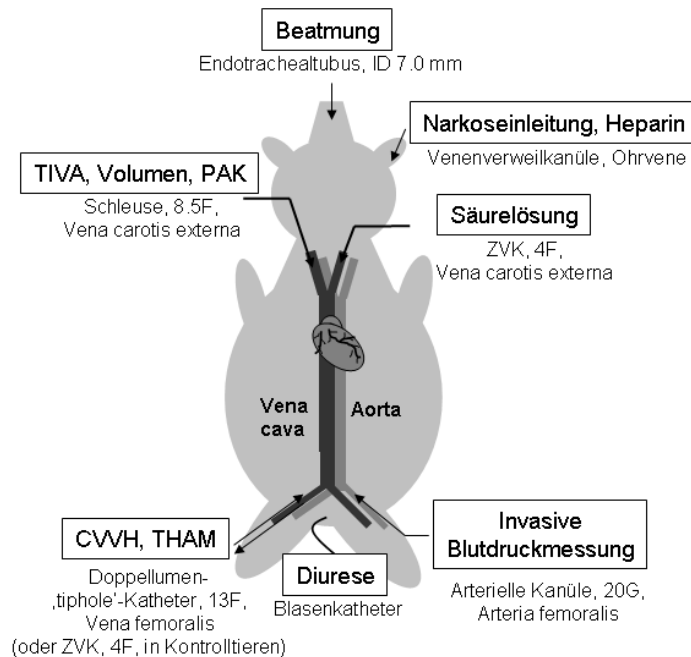 Beatmung
Endotrachealtubus, ID 7.0 mm
Narkoseinleitung, Heparin
Venenverweilkanüle, Ohrvene
TIVA, Volumen, PAK
Schleuse, 8.5F,
Vena carotis externa
Säurelösung
ZVK, 4F,
Vena carotis externa
Vena
cava
Aorta
CVVH, THAM
Doppellumen-
‚tiphole’-Katheter, 13F,
Vena femoralis
(oder ZVK, 4F, in Kontrolltieren)
Diurese
Blasenkatheter
Invasive
Blutdruckmessung
Arterielle Kanüle, 20G,
Arteria femoralis